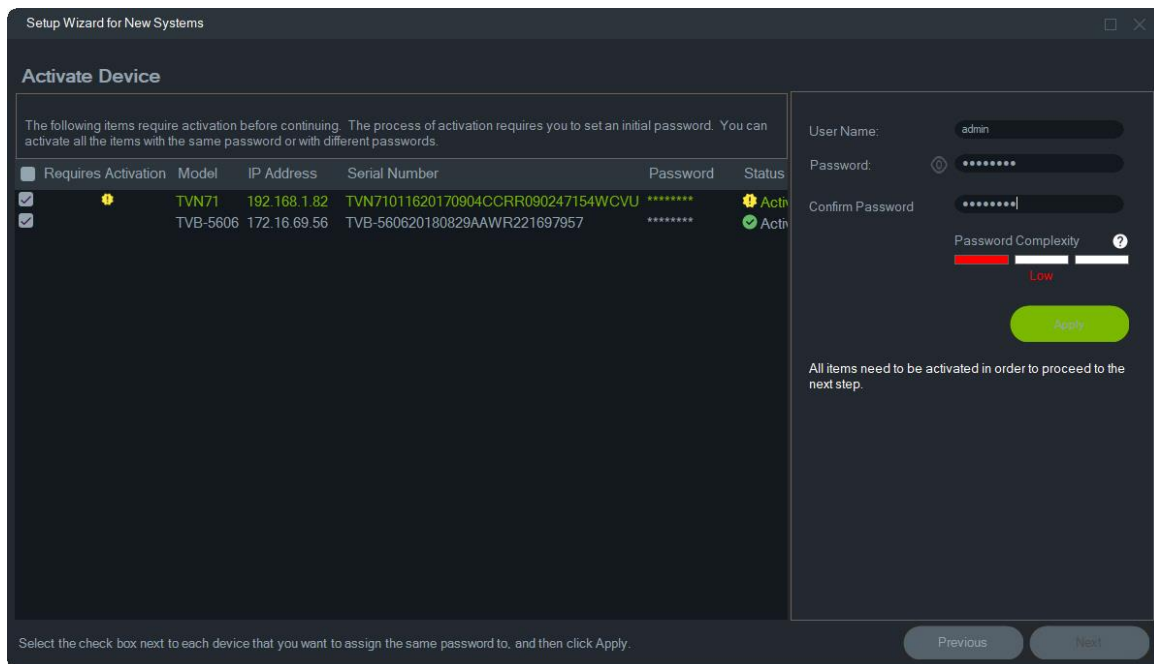 Setup Wizard for New Systems
Activate Device
The following items require activation before continuing. The process of activation requires you to set an initial password. You can
activate all the items with the same password or with different passwords.
Requires Activation Model IP Address Serial Number Password Status
TVN71 192.168.1.82 TVN71011620170904CCRR090247154WCVU ******** Activ
TVB-5606 172.16.69.56 TVB-560620180829AAWR221697957 ******** Activ
User Name: admin
Password: ••••••••
Confirm Password ••••••••
Password Complexity ?
Low
Apply
All items need to be activated in order to proceed to the
next step.
Select the check box next to each device that you want to assign the same password to, and then click Apply.
Previous Next